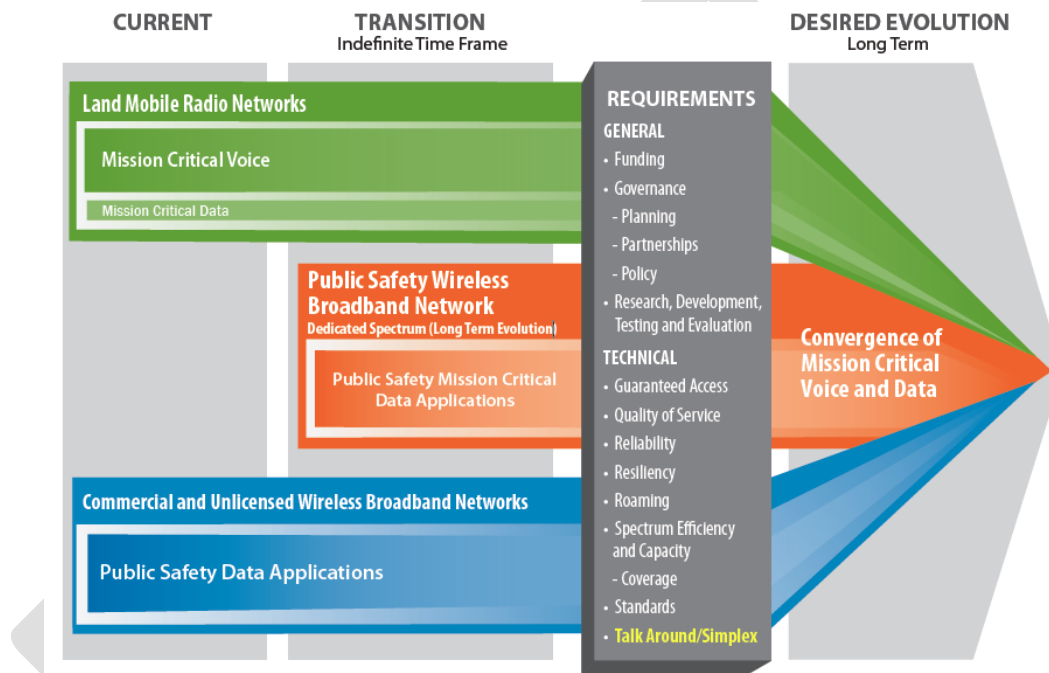 CURRENT
TRANSITION
Indefinite Time Frame
DESIRED EVOLUTION
Long Term
Land Mobile Radio Networks
Mission Critical Voice
Mission Critical Data
Public Safety Wireless
Broadband Network
Dedicated Spectrum (Long Term Evolution)
Public Safety Mission Critical
Data Applications
Commercial and Unlicensed Wireless Broadband Networks
Public Safety Data Applications
REQUIREMENTS
GENERAL
• Funding
• Governance
- Planning
- Partnerships
- Policy
• Research, Development,
Testing and Evaluation
TECHNICAL
• Guaranteed Access
• Quality of Service
• Reliability
• Resiliency
• Roaming
• Spectrum Efficiency
and Capacity
- Coverage
• Standards
• Talk Around/Simplex
Convergence of
Mission Critical
Voice and Data